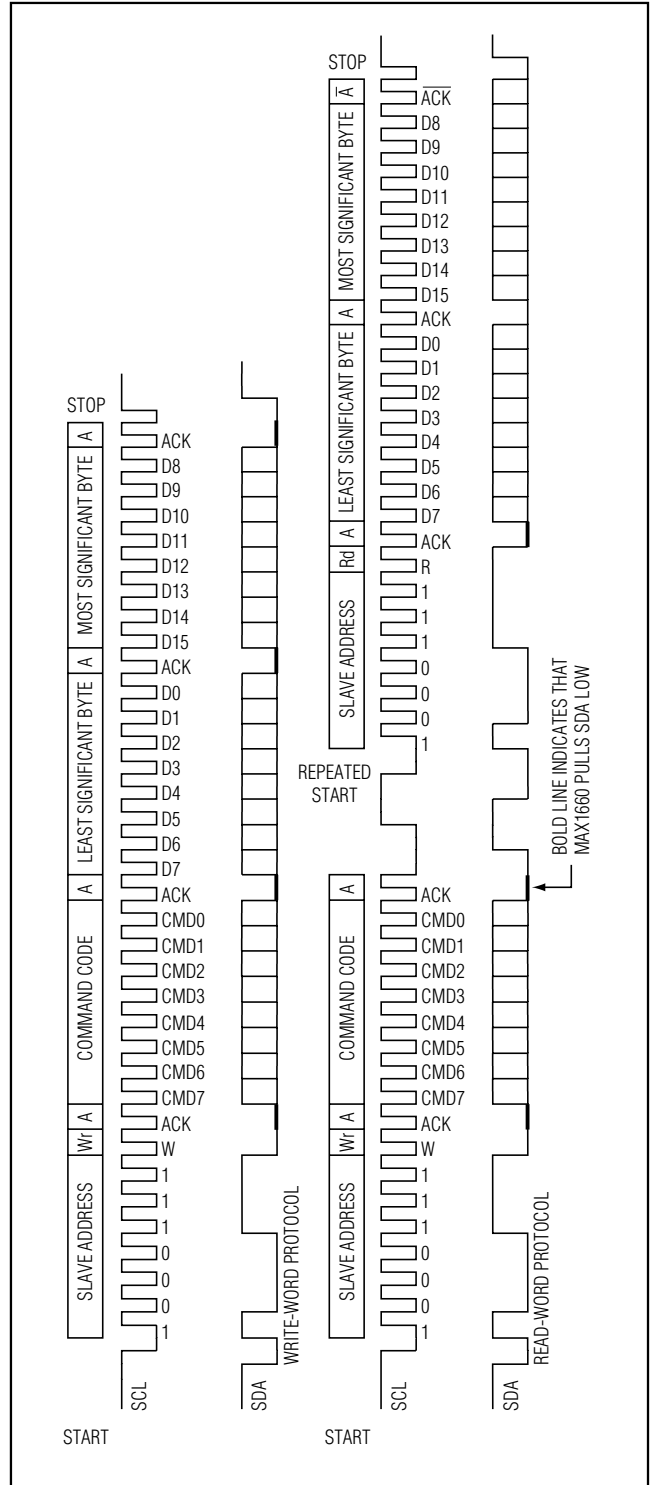 START
SCL
SLAVE ADDRESS
Wr
A
COMMAND CODE
A
LEAST SIGNIFICANT BYTE
A
MOST SIGNIFICANT BYTE
A
STOP
1
0
0
0
1
1
1
W
ACK
CMD7
CMD6
CMD5
CMD4
CMD3
CMD2
CMD1
CMD0
ACK
D7
D6
D5
D4
D3
D2
D1
D0
ACK
D15
D14
D13
D12
D11
D10
D9
D8
ACK
SDA
WRITE-WORD PROTOCOL
START
SCL
SLAVE ADDRESS
Wr
A
COMMAND CODE
A
REPEATED
START
SLAVE ADDRESS
Rd
A
LEAST SIGNIFICANT BYTE
A
MOST SIGNIFICANT BYTE
A̅
STOP
1
0
0
0
1
1
1
W
ACK
CMD7
CMD6
CMD5
CMD4
CMD3
CMD2
CMD1
CMD0
ACK
1
0
0
0
1
1
1
R
ACK
D7
D6
D5
D4
D3
D2
D1
D0
ACK
D15
D14
D13
D12
D11
D10
D9
D8
A̅C̅K̅
SDA
READ-WORD PROTOCOL
BOLD LINE INDICATES THAT
MAX1660 PULLS SDA LOW